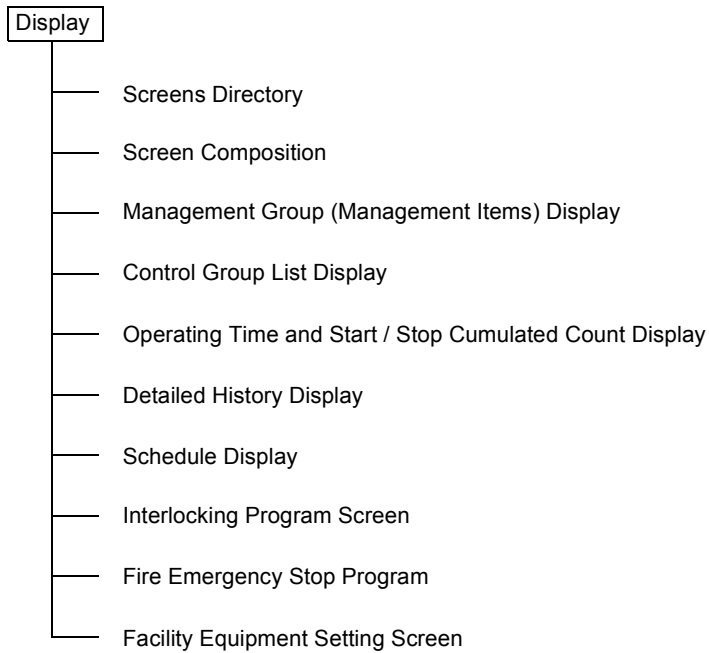 Display
Screens Directory
Screen Composition
Management Group (Management Items) Display
Control Group List Display
Operating Time and Start / Stop Cumulated Count Display
Detailed History Display
Schedule Display
Interlocking Program Screen
Fire Emergency Stop Program
Facility Equipment Setting Screen